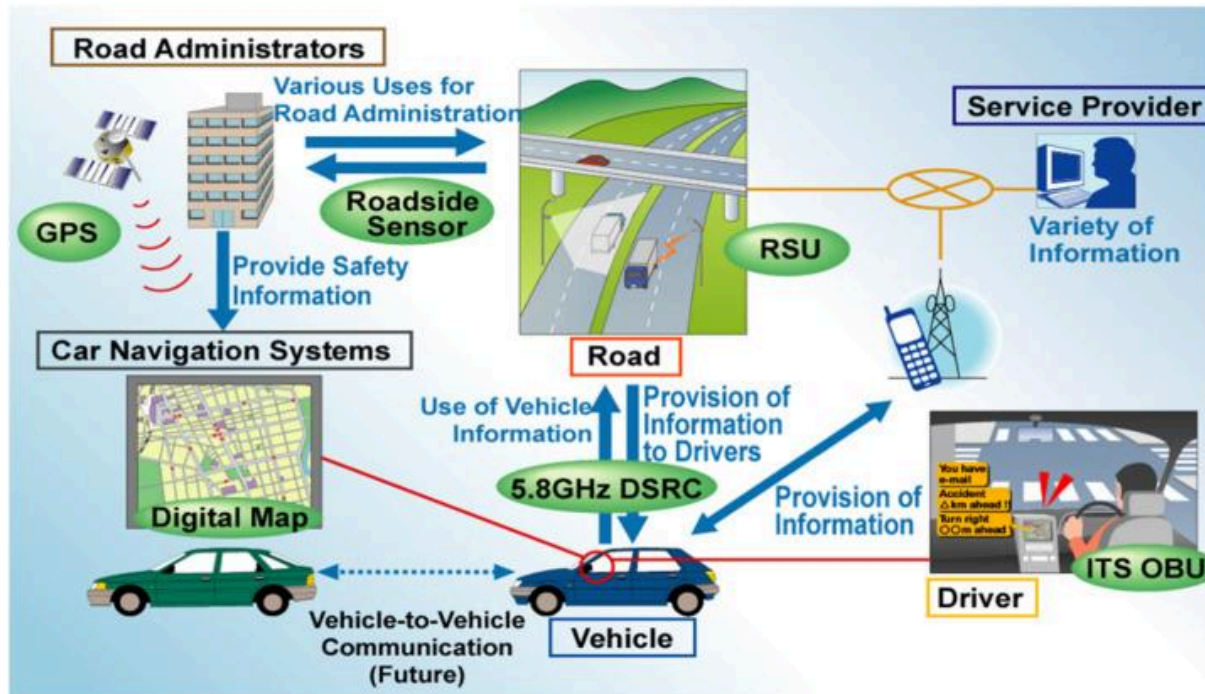 Road Administrators
Various Uses for
Road Administration
Service Provider
GPS
Roadside
Sensor
RSU
Variety of
Information
Provide Safety
Information
Car Navigation Systems
Road
Use of Vehicle
Information
Provision of
Information
to Drivers
5.8GHz DSRC
Provision of
Information
You have
e-mail
Accident
△km ahead !
Turn right
○○m ahead !
Digital Map
ITS OBU
Driver
Vehicle-to-Vehicle
Communication
(Future)
Vehicle